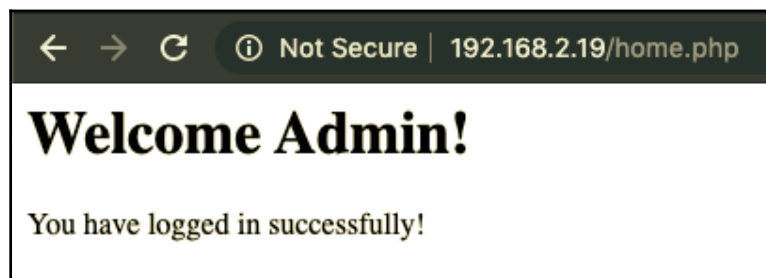 Not Secure 192.168.2.19/home.php
Welcome Admin!
You have logged in successfully!